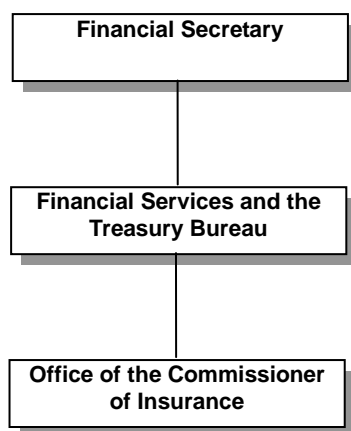 Financial Secretary
Financial Services and the
Treasury Bureau
Office of the Commissioner
of Insurance